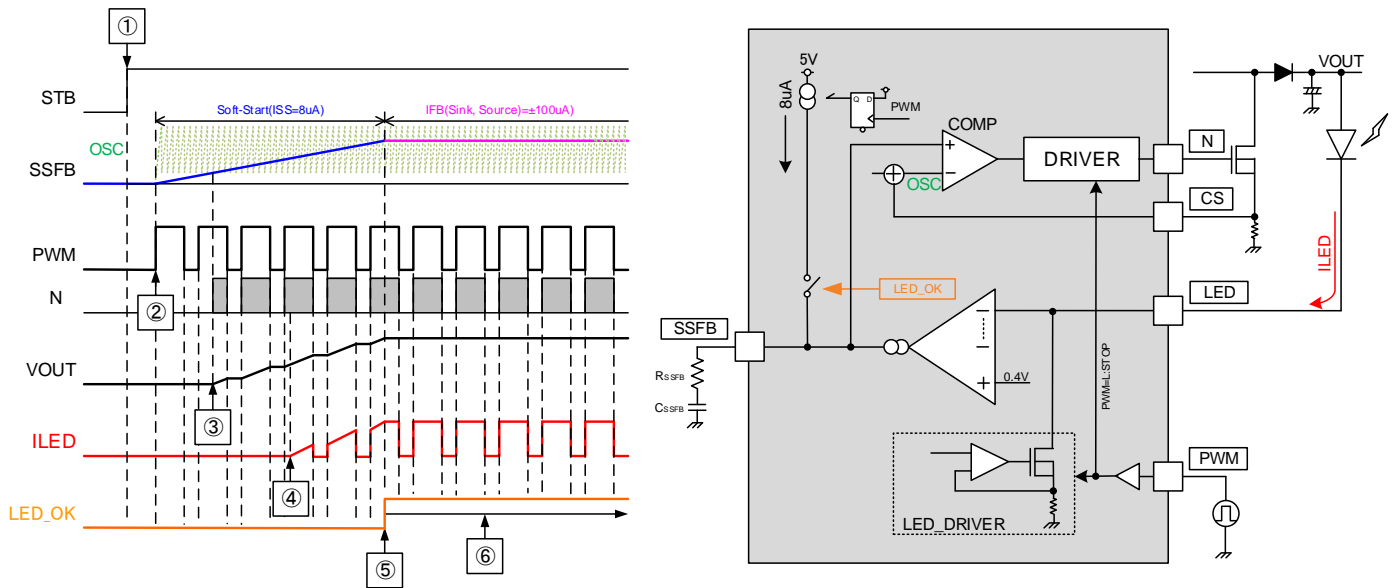 ①
STB
Soft-Start(ISS=8uA)
IFB(Sink, Source)=±100uA)
OSC
SSFB
PWM
N
②
VOUT
③
ILED
④
LED_OK
⑤
⑥
5V
8uA
Q D
PWM
COMP
DRIVER
+
−
OSC
N
CS
VOUT
ILED
LED
LED_OK
SSFB
RSSFB
CSSFB
−
−
+
0.4V
PWM=L:STOP
PWM
LED_DRIVER